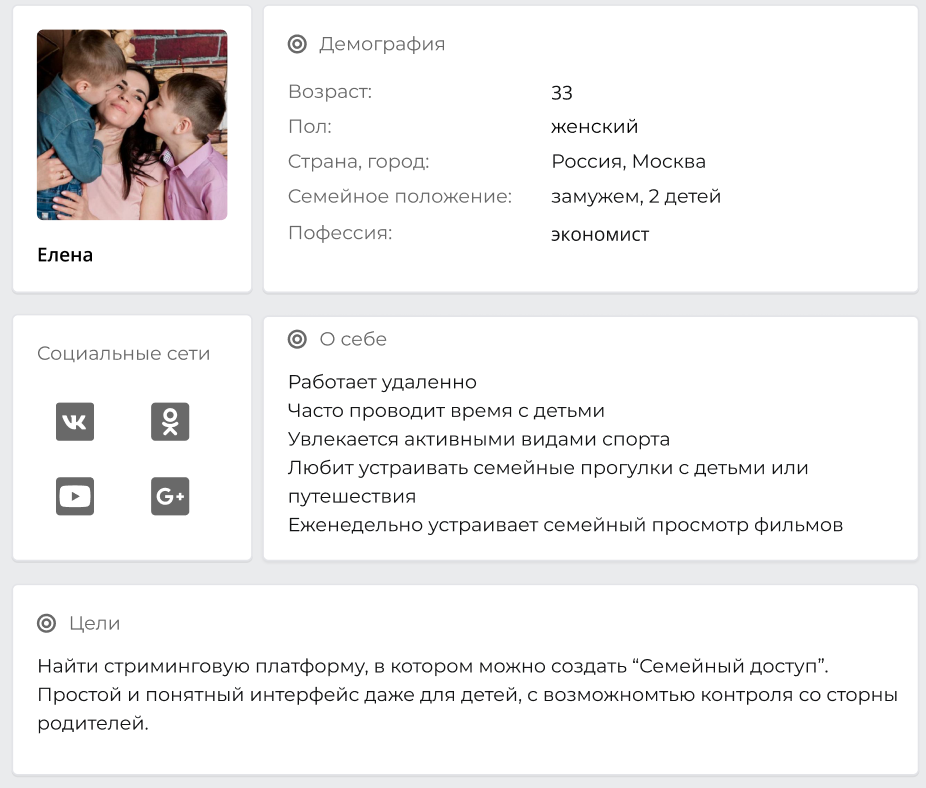 Елена
Демография
Возраст: 33
Пол: женский
Страна, город: Россия, Москва
Семейное положение: замужем, 2 детей
Пофессия: экономист
Социальные сети
G+
О себе
Работает удаленно
Часто проводит время с детьми
Увлекается активными видами спорта
Любит устраивать семейные прогулки с детьми или
путешествия
Еженедельно устраивает семейный просмотр фильмов
Цели
Найти стриминговую платформу, в котором можно создать “Семейный доступ”.
Простой и понятный интерфейс даже для детей, с возможномтью контроля со сторны
родителей.